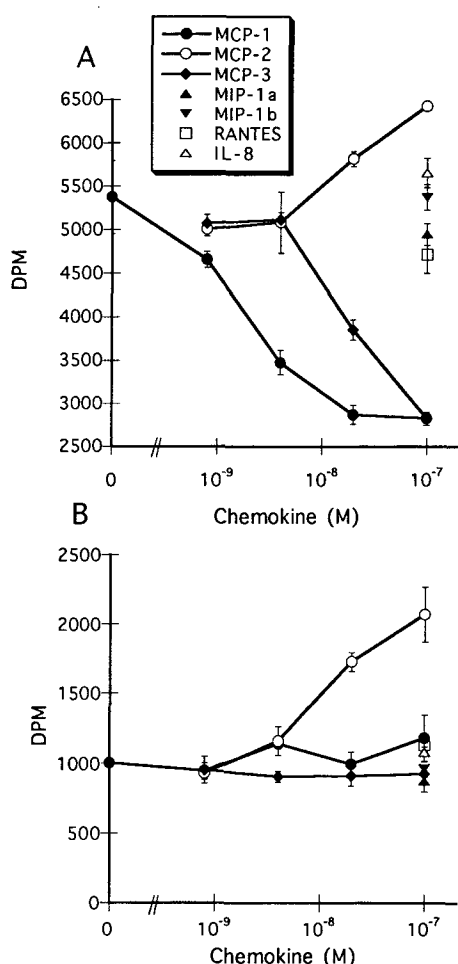 A
MCP-1
MCP-2
MCP-3
MIP-1a
MIP-1b
RANTES
IL-8
6500
6000
5500
5000
4500
4000
3500
3000
2500
DPM
0
//
10⁻⁹
10⁻⁸
10⁻⁷
Chemokine (M)
B
2500
2000
1500
1000
500
0
DPM
0
//
10⁻⁹
10⁻⁸
10⁻⁷
Chemokine (M)